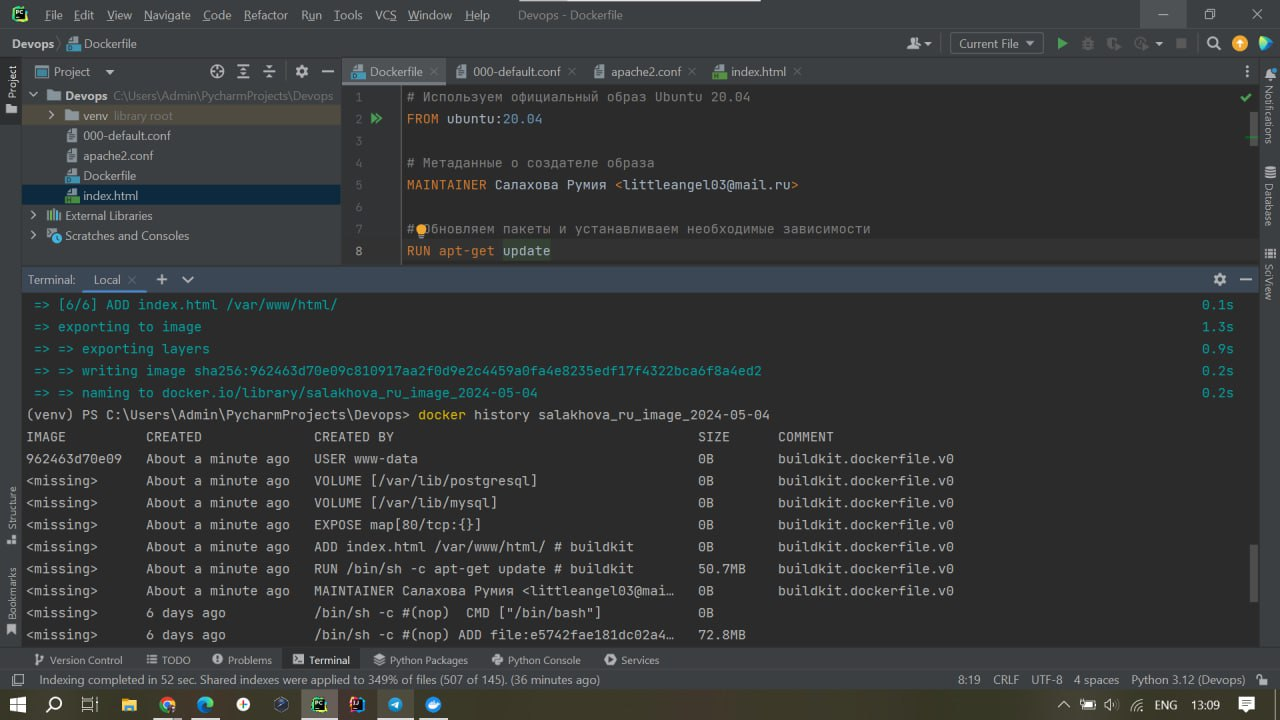 File Edit View Navigate Code Refactor Run Tools VCS Window Help Devops - Dockerfile
Devops Dockerfile Current File
Project Dockerfile 000-default.conf apache2.conf index.html
Devops C:\Users\Admin\PycharmProjects\Devops
venv library root
000-default.conf
apache2.conf
Dockerfile
index.html
External Libraries
Scratches and Consoles
1 # Используем официальный образ Ubuntu 20.04
2 FROM ubuntu:20.04
3
4 # Метаданные о создателе образа
5 MAINTAINER Салахова Румия <littleangel03@mail.ru>
6
7 # Обновляем пакеты и устанавливаем необходимые зависимости
8 RUN apt-get update
Project
Structure
Bookmarks
Notifications
Database
SciView
Terminal: Local
=> [6/6] ADD index.html /var/www/html/ 0.1s
=> exporting to image 1.3s
=> => exporting layers 0.9s
=> => writing image sha256:962463d70e09c810917aa2f0d9e2c4459a0fa4e8235edf17f4322bca6f8a4ed2 0.2s
=> => naming to docker.io/library/salakhova_ru_image_2024-05-04 0.2s
(venv) PS C:\Users\Admin\PycharmProjects\Devops> docker history salakhova_ru_image_2024-05-04
IMAGE CREATED CREATED BY SIZE COMMENT
962463d70e09 About a minute ago USER www-data 0B buildkit.dockerfile.v0
<missing> About a minute ago VOLUME [/var/lib/postgresql] 0B buildkit.dockerfile.v0
<missing> About a minute ago VOLUME [/var/lib/mysql] 0B buildkit.dockerfile.v0
<missing> About a minute ago EXPOSE map[80/tcp:{}] 0B buildkit.dockerfile.v0
<missing> About a minute ago ADD index.html /var/www/html/ # buildkit 0B buildkit.dockerfile.v0
<missing> About a minute ago RUN /bin/sh -c apt-get update # buildkit 50.7MB buildkit.dockerfile.v0
<missing> About a minute ago MAINTAINER Салахова Румия <littleangel03@mai… 0B buildkit.dockerfile.v0
<missing> 6 days ago /bin/sh -c #(nop) CMD ["/bin/bash"] 0B
<missing> 6 days ago /bin/sh -c #(nop) ADD file:e5742fae181dc02a4… 72.8MB
Version Control TODO Problems Terminal Python Packages Python Console Services
Indexing completed in 52 sec. Shared indexes were applied to 349% of files (507 of 145). (36 minutes ago) 8:19 CRLF UTF-8 4 spaces Python 3.12 (Devops)
ENG 13:09